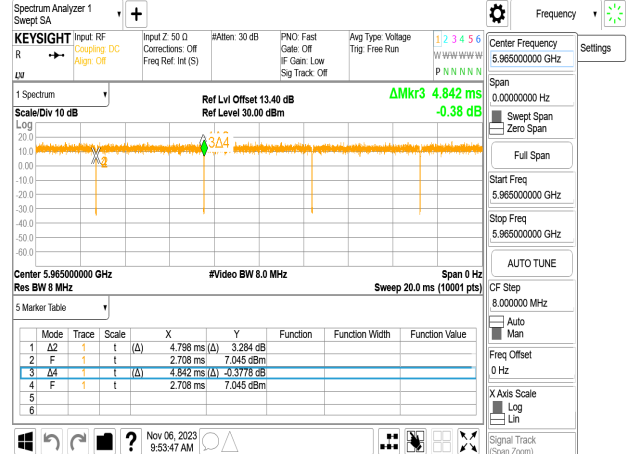 Spectrum Analyzer 1
Swept SA
Frequency
KEYSIGHT
R
Input: RF
Coupling: DC
Align: Off
Input Z: 50 Ω
Corrections: Off
Freq Ref: Int (S)
#Atten: 30 dB
PNO: Fast
Gate: Off
IF Gain: Low
Sig Track: Off
Avg Type: Voltage
Trig: Free Run
1 2 3 4 5 6
W W W W W W
P N N N N N
1 Spectrum
Scale/Div 10 dB
Ref Lvl Offset 13.40 dB
Ref Level 30.00 dBm
ΔMkr3 4.842 ms
-0.38 dB
Log
20.0
10.0
0.00
-10.0
-20.0
-30.0
-40.0
-50.0
-60.0
3Δ4
Center 5.965000000 GHz
Res BW 8 MHz
#Video BW 8.0 MHz
Span 0 Hz
Sweep 20.0 ms (10001 pts)
5 Marker Table
Mode Trace Scale X Y Function Function Width Function Value
1 Δ2 1 t (Δ) 4.798 ms (Δ) 3.284 dB
2 F 1 t 2.708 ms 7.045 dBm
3 Δ4 1 t (Δ) 4.842 ms (Δ) -0.3778 dB
4 F 1 t 2.708 ms 7.045 dBm
5
6
Nov 06, 2023
9:53:47 AM
Center Frequency
5.965000000 GHz
Settings
Span
0.00000000 Hz
Swept Span
Zero Span
Full Span
Start Freq
5.965000000 GHz
Stop Freq
5.965000000 GHz
AUTO TUNE
CF Step
8.000000 MHz
Auto
Man
Freq Offset
0 Hz
X Axis Scale
Log
Lin
Signal Track
(Span Zoom)